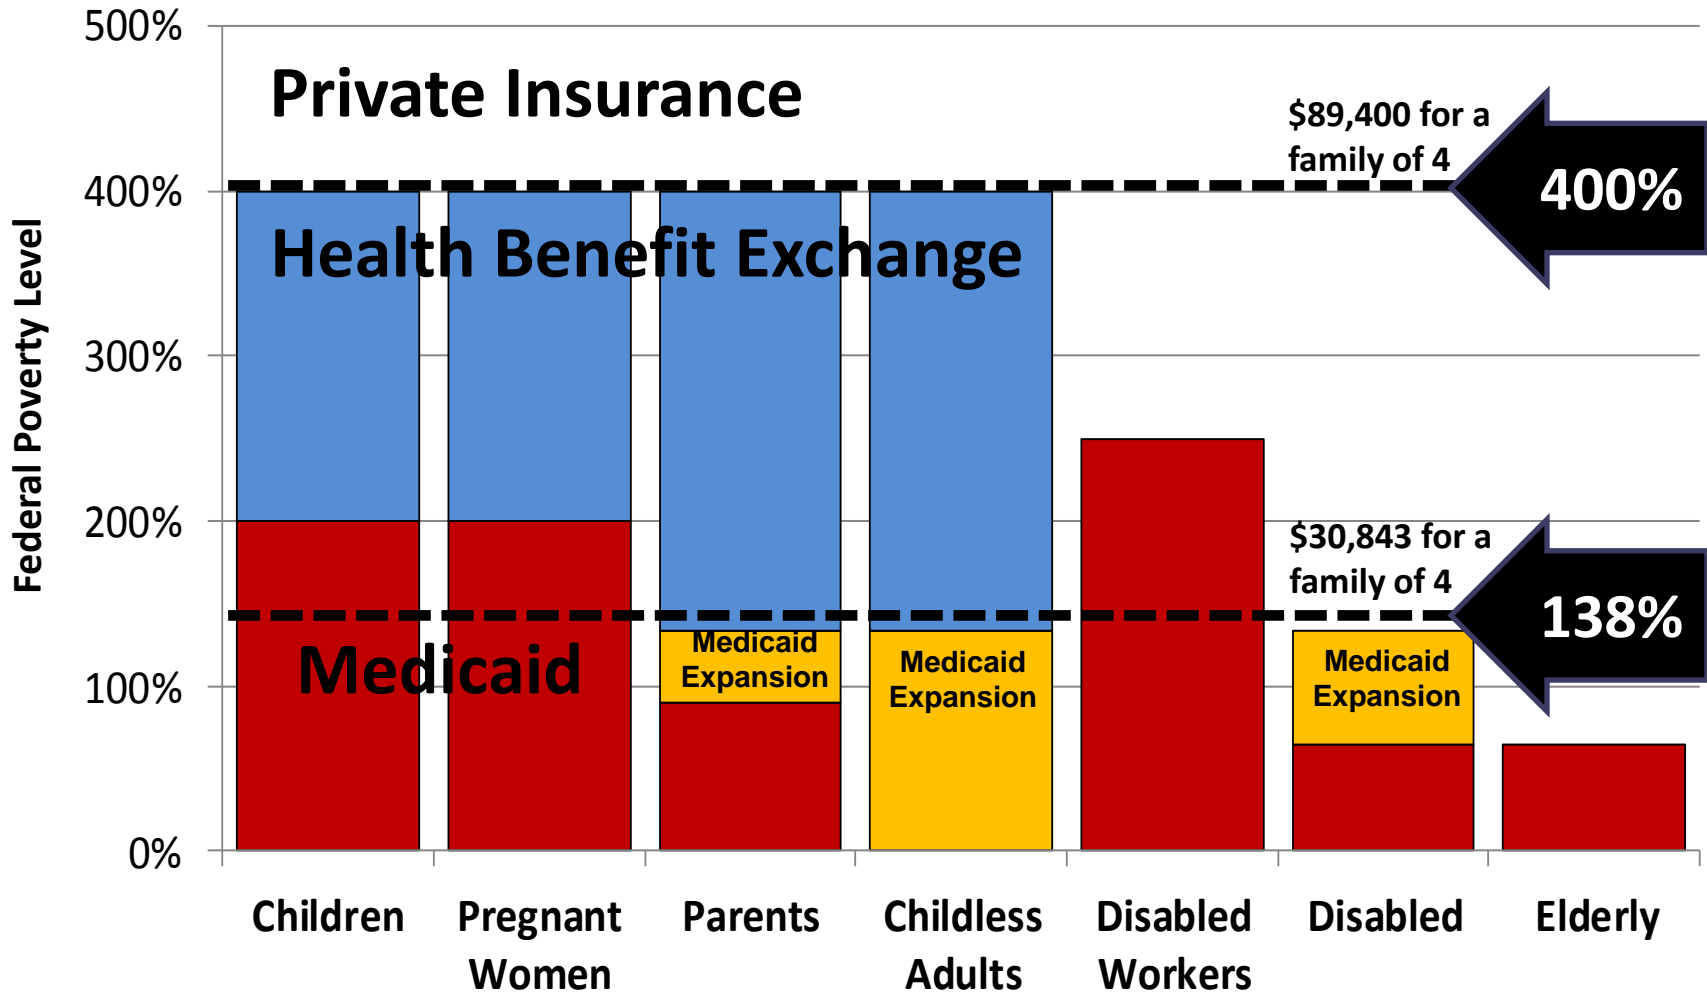 500%
Private Insurance
$89,400 for a
family of 4
400%
400%
Health Benefit Exchange
Federal Poverty Level
300%
200%
$30,843 for a
family of 4
138%
Medicaid
Medicaid
Expansion
Medicaid
Expansion
Medicaid
Expansion
100%
0%
Children
Pregnant
Women
Parents
Childless
Adults
Disabled
Workers
Disabled
Elderly